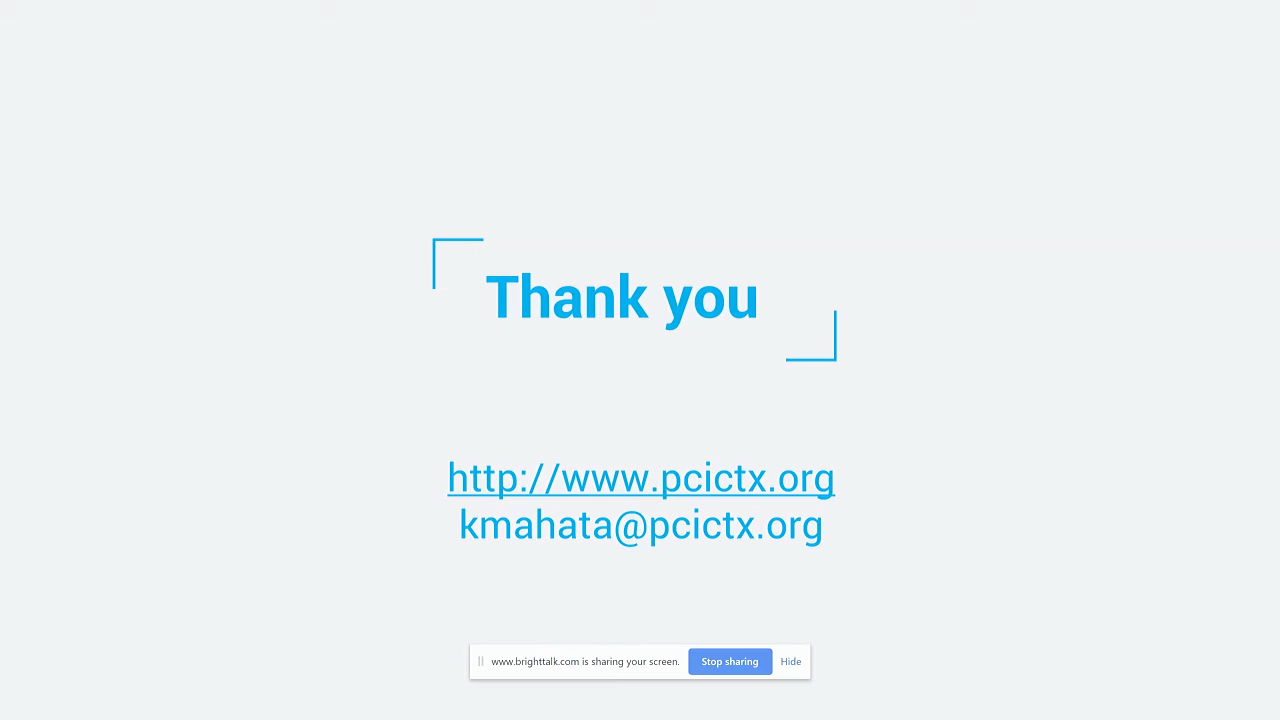 Thank you
http://www.pcictx.org
kmahata@pcictx.org
www.brighttalk.com is sharing your screen. Stop sharing Hide